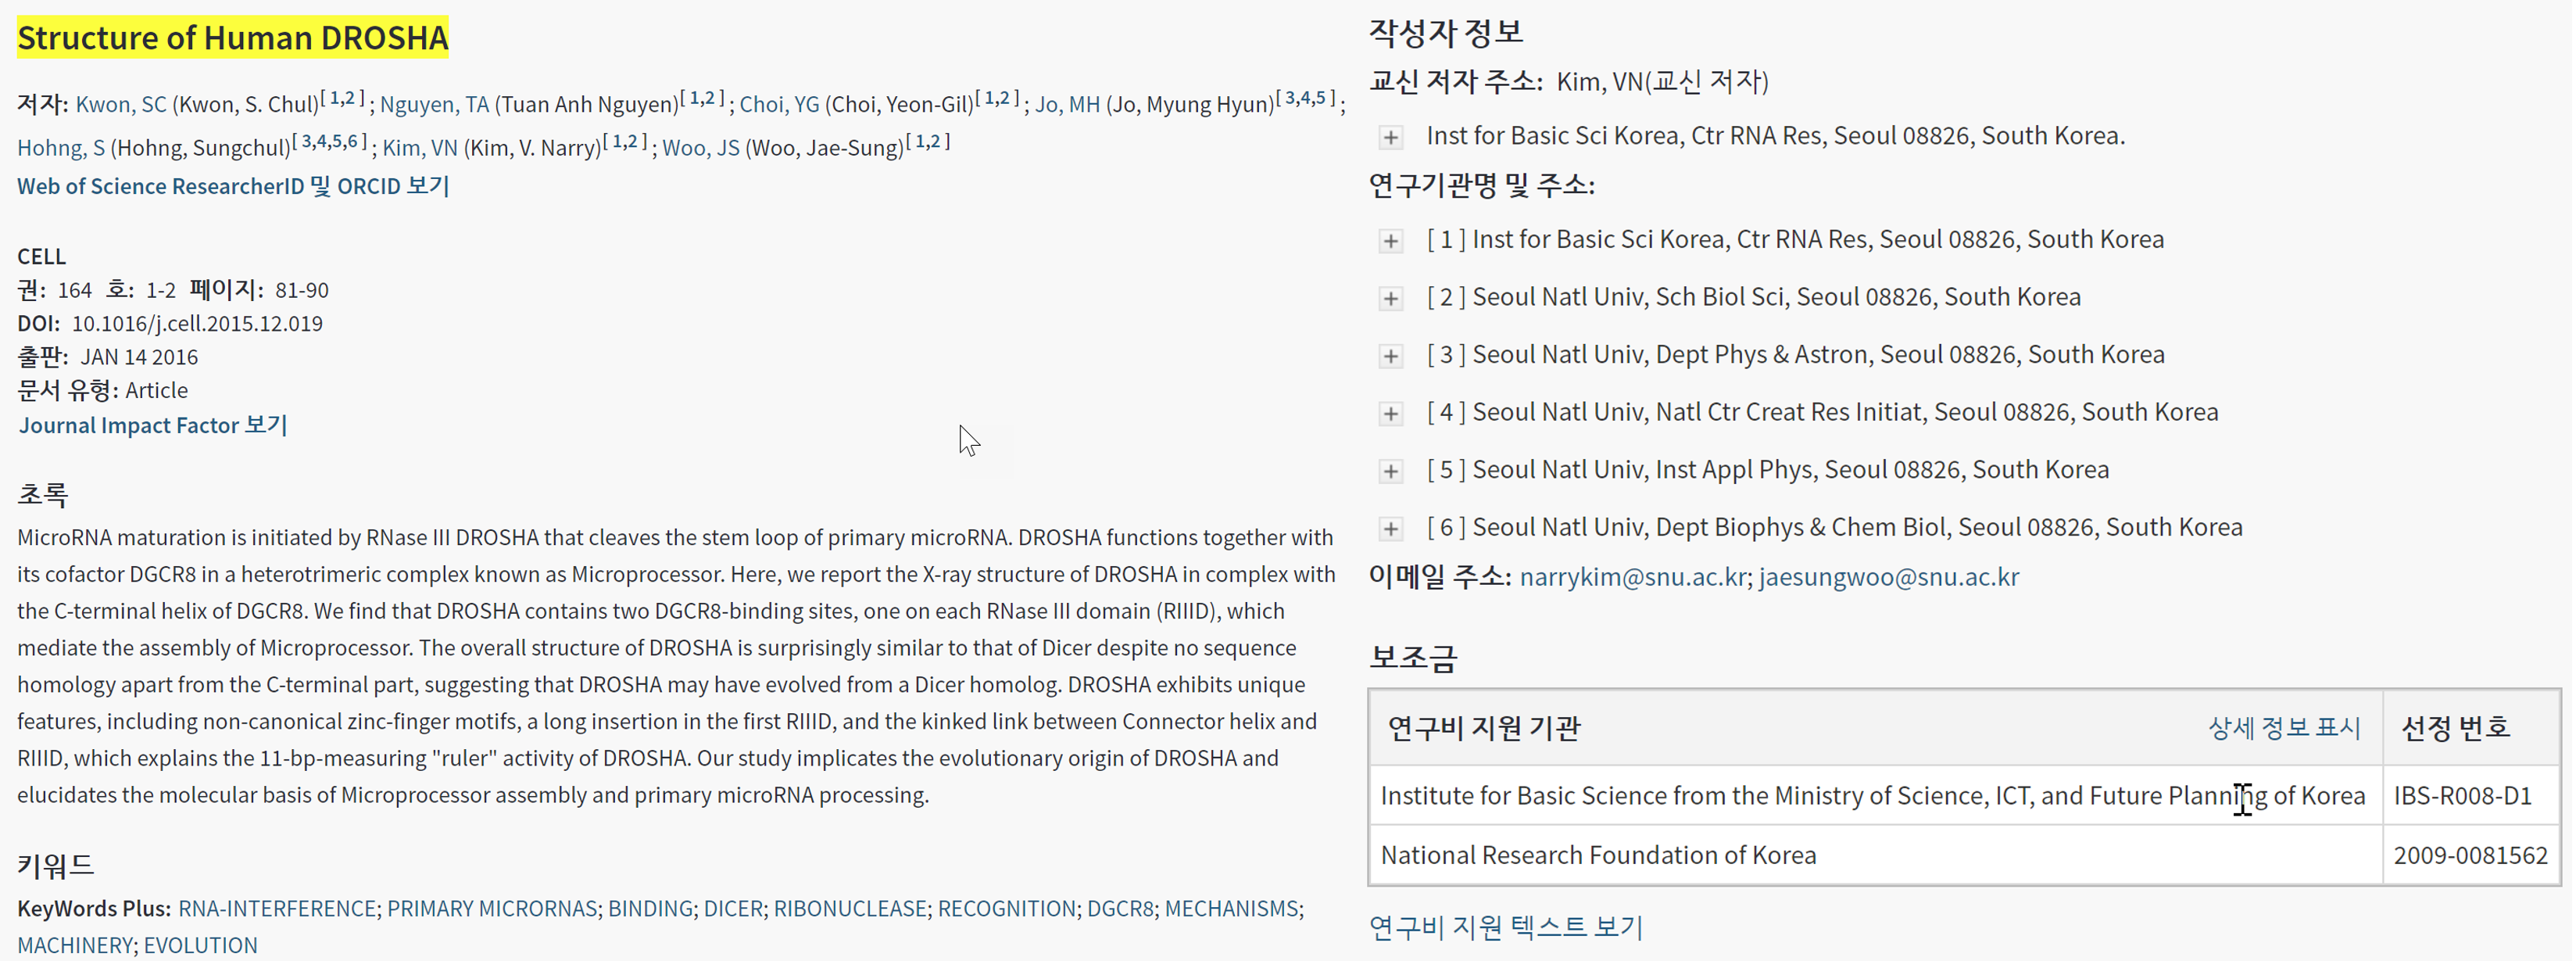 Structure of Human DROSHA
저자: Kwon, SC (Kwon, S. Chul)[ 1,2 ] ; Nguyen, TA (Tuan Anh Nguyen)[ 1,2 ] ; Choi, YG (Choi, Yeon-Gil)[ 1,2 ] ; Jo, MH (Jo, Myung Hyun)[ 3,4,5 ] ;
Hohng, S (Hohng, Sungchul)[ 3,4,5,6 ] ; Kim, VN (Kim, V. Narry)[ 1,2 ] ; Woo, JS (Woo, Jae-Sung)[ 1,2 ]
Web of Science ResearcherID 및 ORCID 보기
CELL
권: 164 호: 1-2 페이지: 81-90
DOI: 10.1016/j.cell.2015.12.019
출판: JAN 14 2016
문서 유형: Article
Journal Impact Factor 보기
초록
MicroRNA maturation is initiated by RNase III DROSHA that cleaves the stem loop of primary microRNA. DROSHA functions together with
its cofactor DGCR8 in a heterotrimeric complex known as Microprocessor. Here, we report the X-ray structure of DROSHA in complex with
the C-terminal helix of DGCR8. We find that DROSHA contains two DGCR8-binding sites, one on each RNase III domain (RIIID), which
mediate the assembly of Microprocessor. The overall structure of DROSHA is surprisingly similar to that of Dicer despite no sequence
homology apart from the C-terminal part, suggesting that DROSHA may have evolved from a Dicer homolog. DROSHA exhibits unique
features, including non-canonical zinc-finger motifs, a long insertion in the first RIIID, and the kinked link between Connector helix and
RIIID, which explains the 11-bp-measuring "ruler" activity of DROSHA. Our study implicates the evolutionary origin of DROSHA and
elucidates the molecular basis of Microprocessor assembly and primary microRNA processing.
키워드
KeyWords Plus: RNA-INTERFERENCE; PRIMARY MICRORNAS; BINDING; DICER; RIBONUCLEASE; RECOGNITION; DGCR8; MECHANISMS;
MACHINERY; EVOLUTION
작성자 정보
교신 저자 주소: Kim, VN(교신 저자)
Inst for Basic Sci Korea, Ctr RNA Res, Seoul 08826, South Korea.
연구기관명 및 주소:
[ 1 ] Inst for Basic Sci Korea, Ctr RNA Res, Seoul 08826, South Korea
[ 2 ] Seoul Natl Univ, Sch Biol Sci, Seoul 08826, South Korea
[ 3 ] Seoul Natl Univ, Dept Phys & Astron, Seoul 08826, South Korea
[ 4 ] Seoul Natl Univ, Natl Ctr Creat Res Initiat, Seoul 08826, South Korea
[ 5 ] Seoul Natl Univ, Inst Appl Phys, Seoul 08826, South Korea
[ 6 ] Seoul Natl Univ, Dept Biophys & Chem Biol, Seoul 08826, South Korea
이메일 주소: narrykim@snu.ac.kr; jaesungwoo@snu.ac.kr
보조금
연구비 지원 기관 상세 정보 표시 선정 번호
Institute for Basic Science from the Ministry of Science, ICT, and Future Planning of Korea IBS-R008-D1
National Research Foundation of Korea 2009-0081562
연구비 지원 텍스트 보기